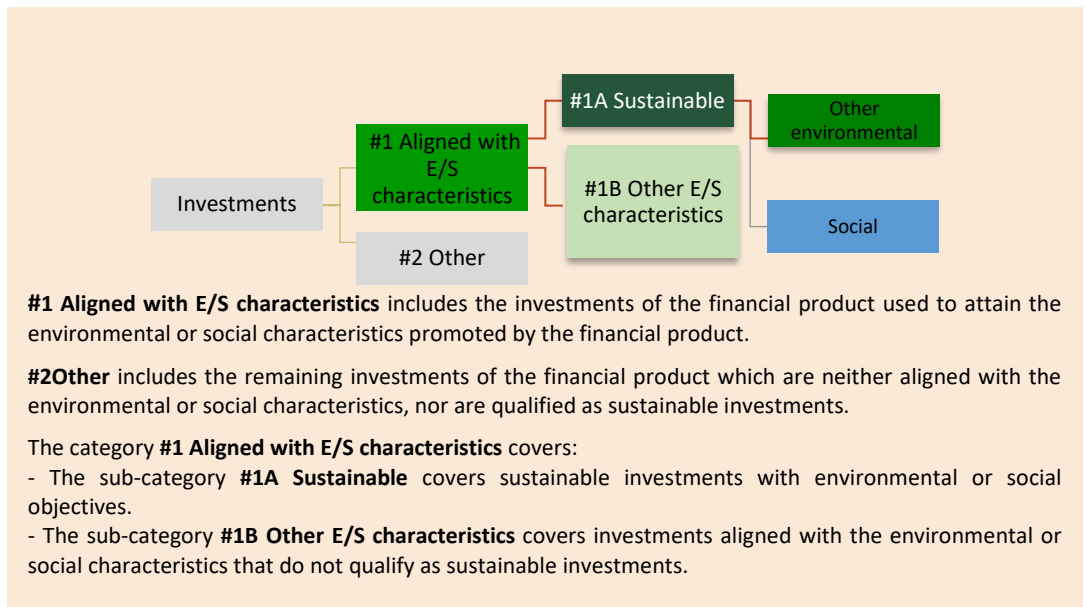 #1A Sustainable
Other
environmental
#1 Aligned with
E/S
characteristics
#1B Other E/S
characteristics
Investments
Social
#2 Other
#1 Aligned with E/S characteristics includes the investments of the financial product used to attain the
environmental or social characteristics promoted by the financial product.
#2Other includes the remaining investments of the financial product which are neither aligned with the
environmental or social characteristics, nor are qualified as sustainable investments.
The category #1 Aligned with E/S characteristics covers:
- The sub-category #1A Sustainable covers sustainable investments with environmental or social
objectives.
- The sub-category #1B Other E/S characteristics covers investments aligned with the environmental or
social characteristics that do not qualify as sustainable investments.